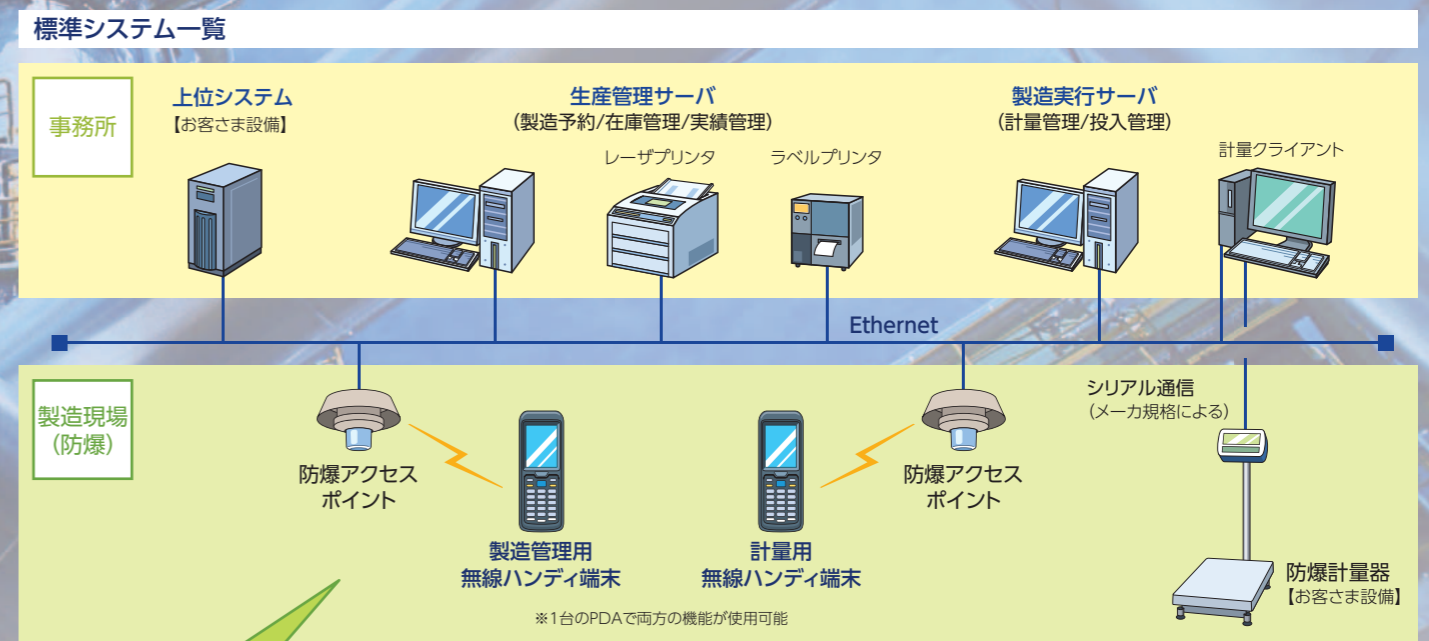 標準システム一覧
事務所
上位システム
【お客さま設備】
生産管理サーバ
(製造予約/在庫管理/実績管理)
レーザプリンタ
ラベルプリンタ
製造実行サーバ
(計量管理/投入管理)
計量クライアント
Ethernet
製造現場
(防爆)
防爆アクセス
ポイント
製造管理用
無線ハンディ端末
計量用
無線ハンディ端末
※1台のPDAで両方の機能が使用可能
防爆アクセス
ポイント
シリアル通信
(メーカ規格による)
防爆計量器
【お客さま設備】